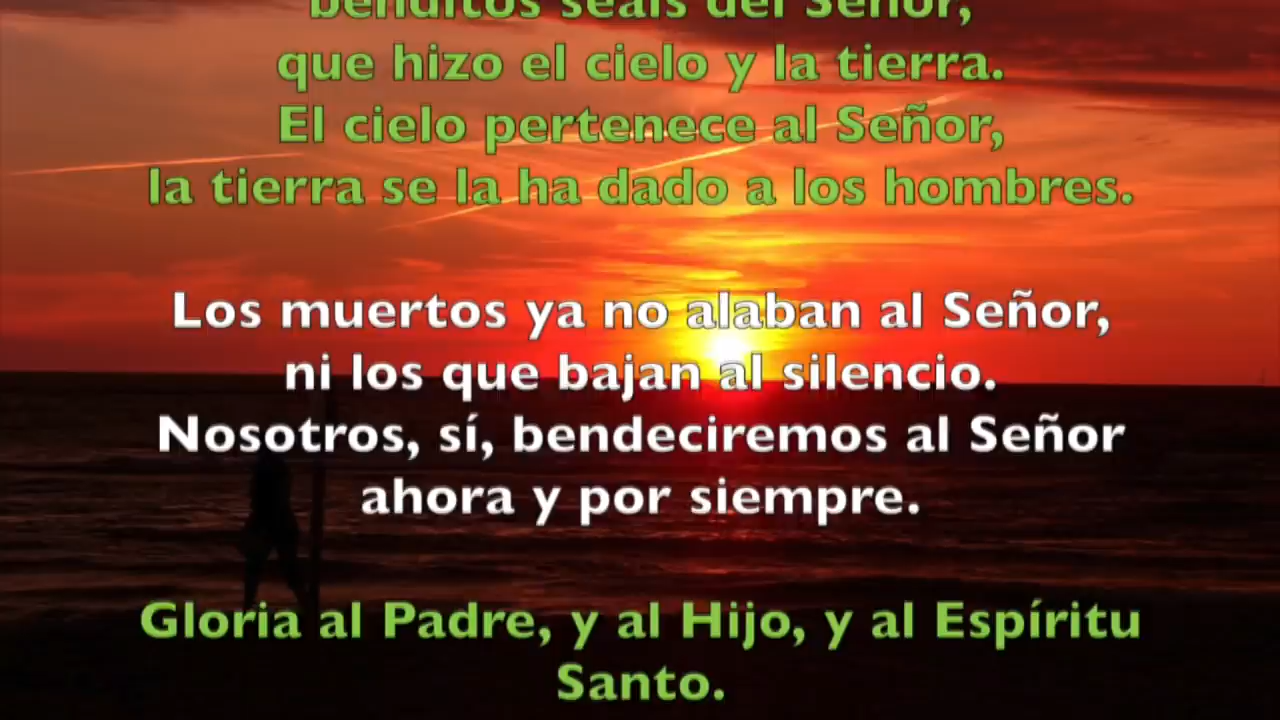 benditos seáis del Señor,
que hizo el cielo y la tierra.
El cielo pertenece al Señor,
la tierra se la ha dado a los hombres.
Los muertos ya no alaban al Señor,
ni los que bajan al silencio.
Nosotros, sí, bendeciremos al Señor
ahora y por siempre.
Gloria al Padre, y al Hijo, y al Espíritu
Santo.